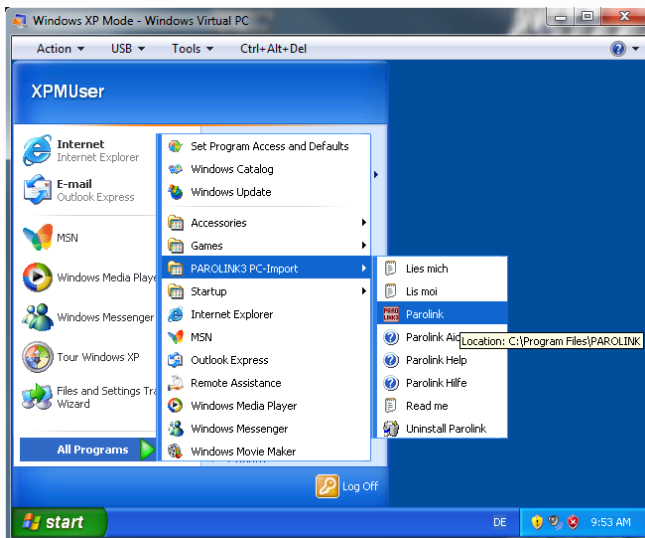 Windows XP Mode - Windows Virtual PC
Action USB Tools Ctrl+Alt+Del
XPMUser
Internet
Internet Explorer
E-mail
Outlook Express
MSN
Windows Media Playe
Windows Messenger
Tour Windows XP
Files and Settings Tra
Wizard
All Programs
Set Program Access and Defaults
Windows Catalog
Windows Update
Accessories
Games
PAROLINK3 PC-Import
Startup
Internet Explorer
MSN
Outlook Express
Remote Assistance
Windows Media Player
Windows Messenger
Windows Movie Maker
Lies mich
Lis moi
PARO
LINK3
Parolink
Parolink Aid
Location: C:\Program Files\PAROLINK
Parolink Help
Parolink Hilfe
Read me
Uninstall Parolink
Log Off
start
DE
9:53 AM